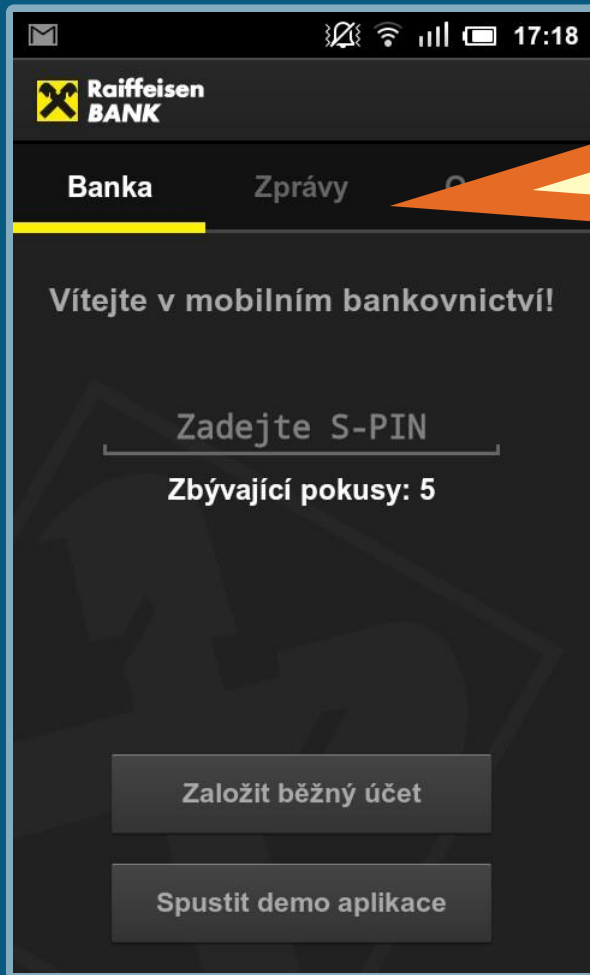 17:18
Raiffeisen
BANK
Banka Zprávy
Vítejte v mobilním bankovnictví!
Zadejte S-PIN
Zbývající pokusy: 5
Založit běžný účet
Spustit demo aplikace